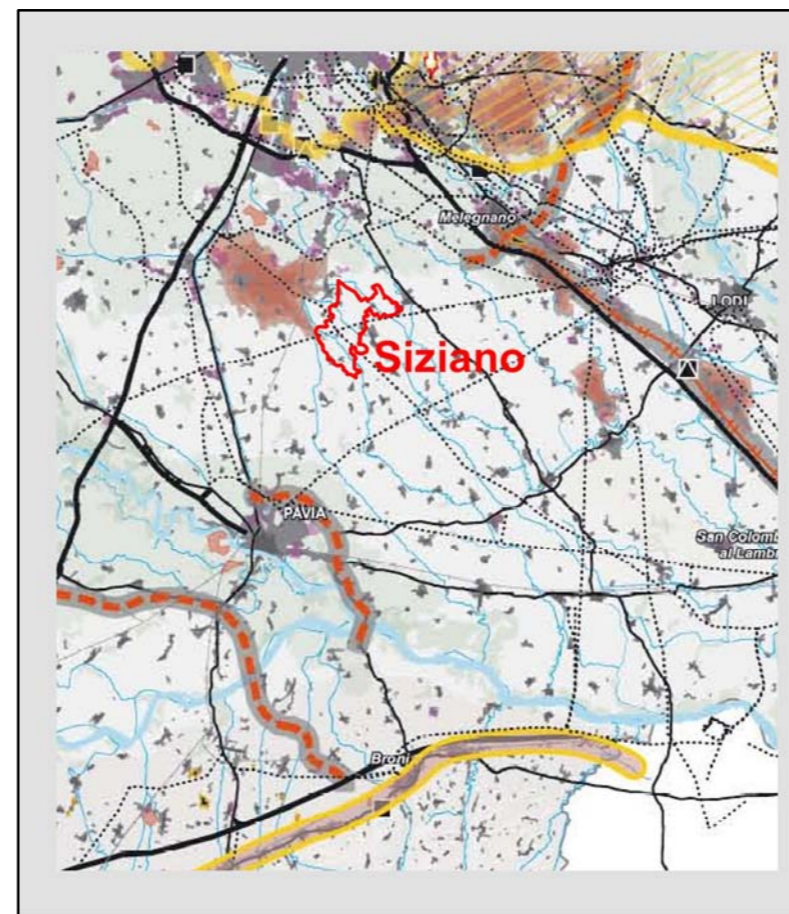 Melegnano
LODI
Siziano
PAVIA
San Colomb
al Lamb
Broni